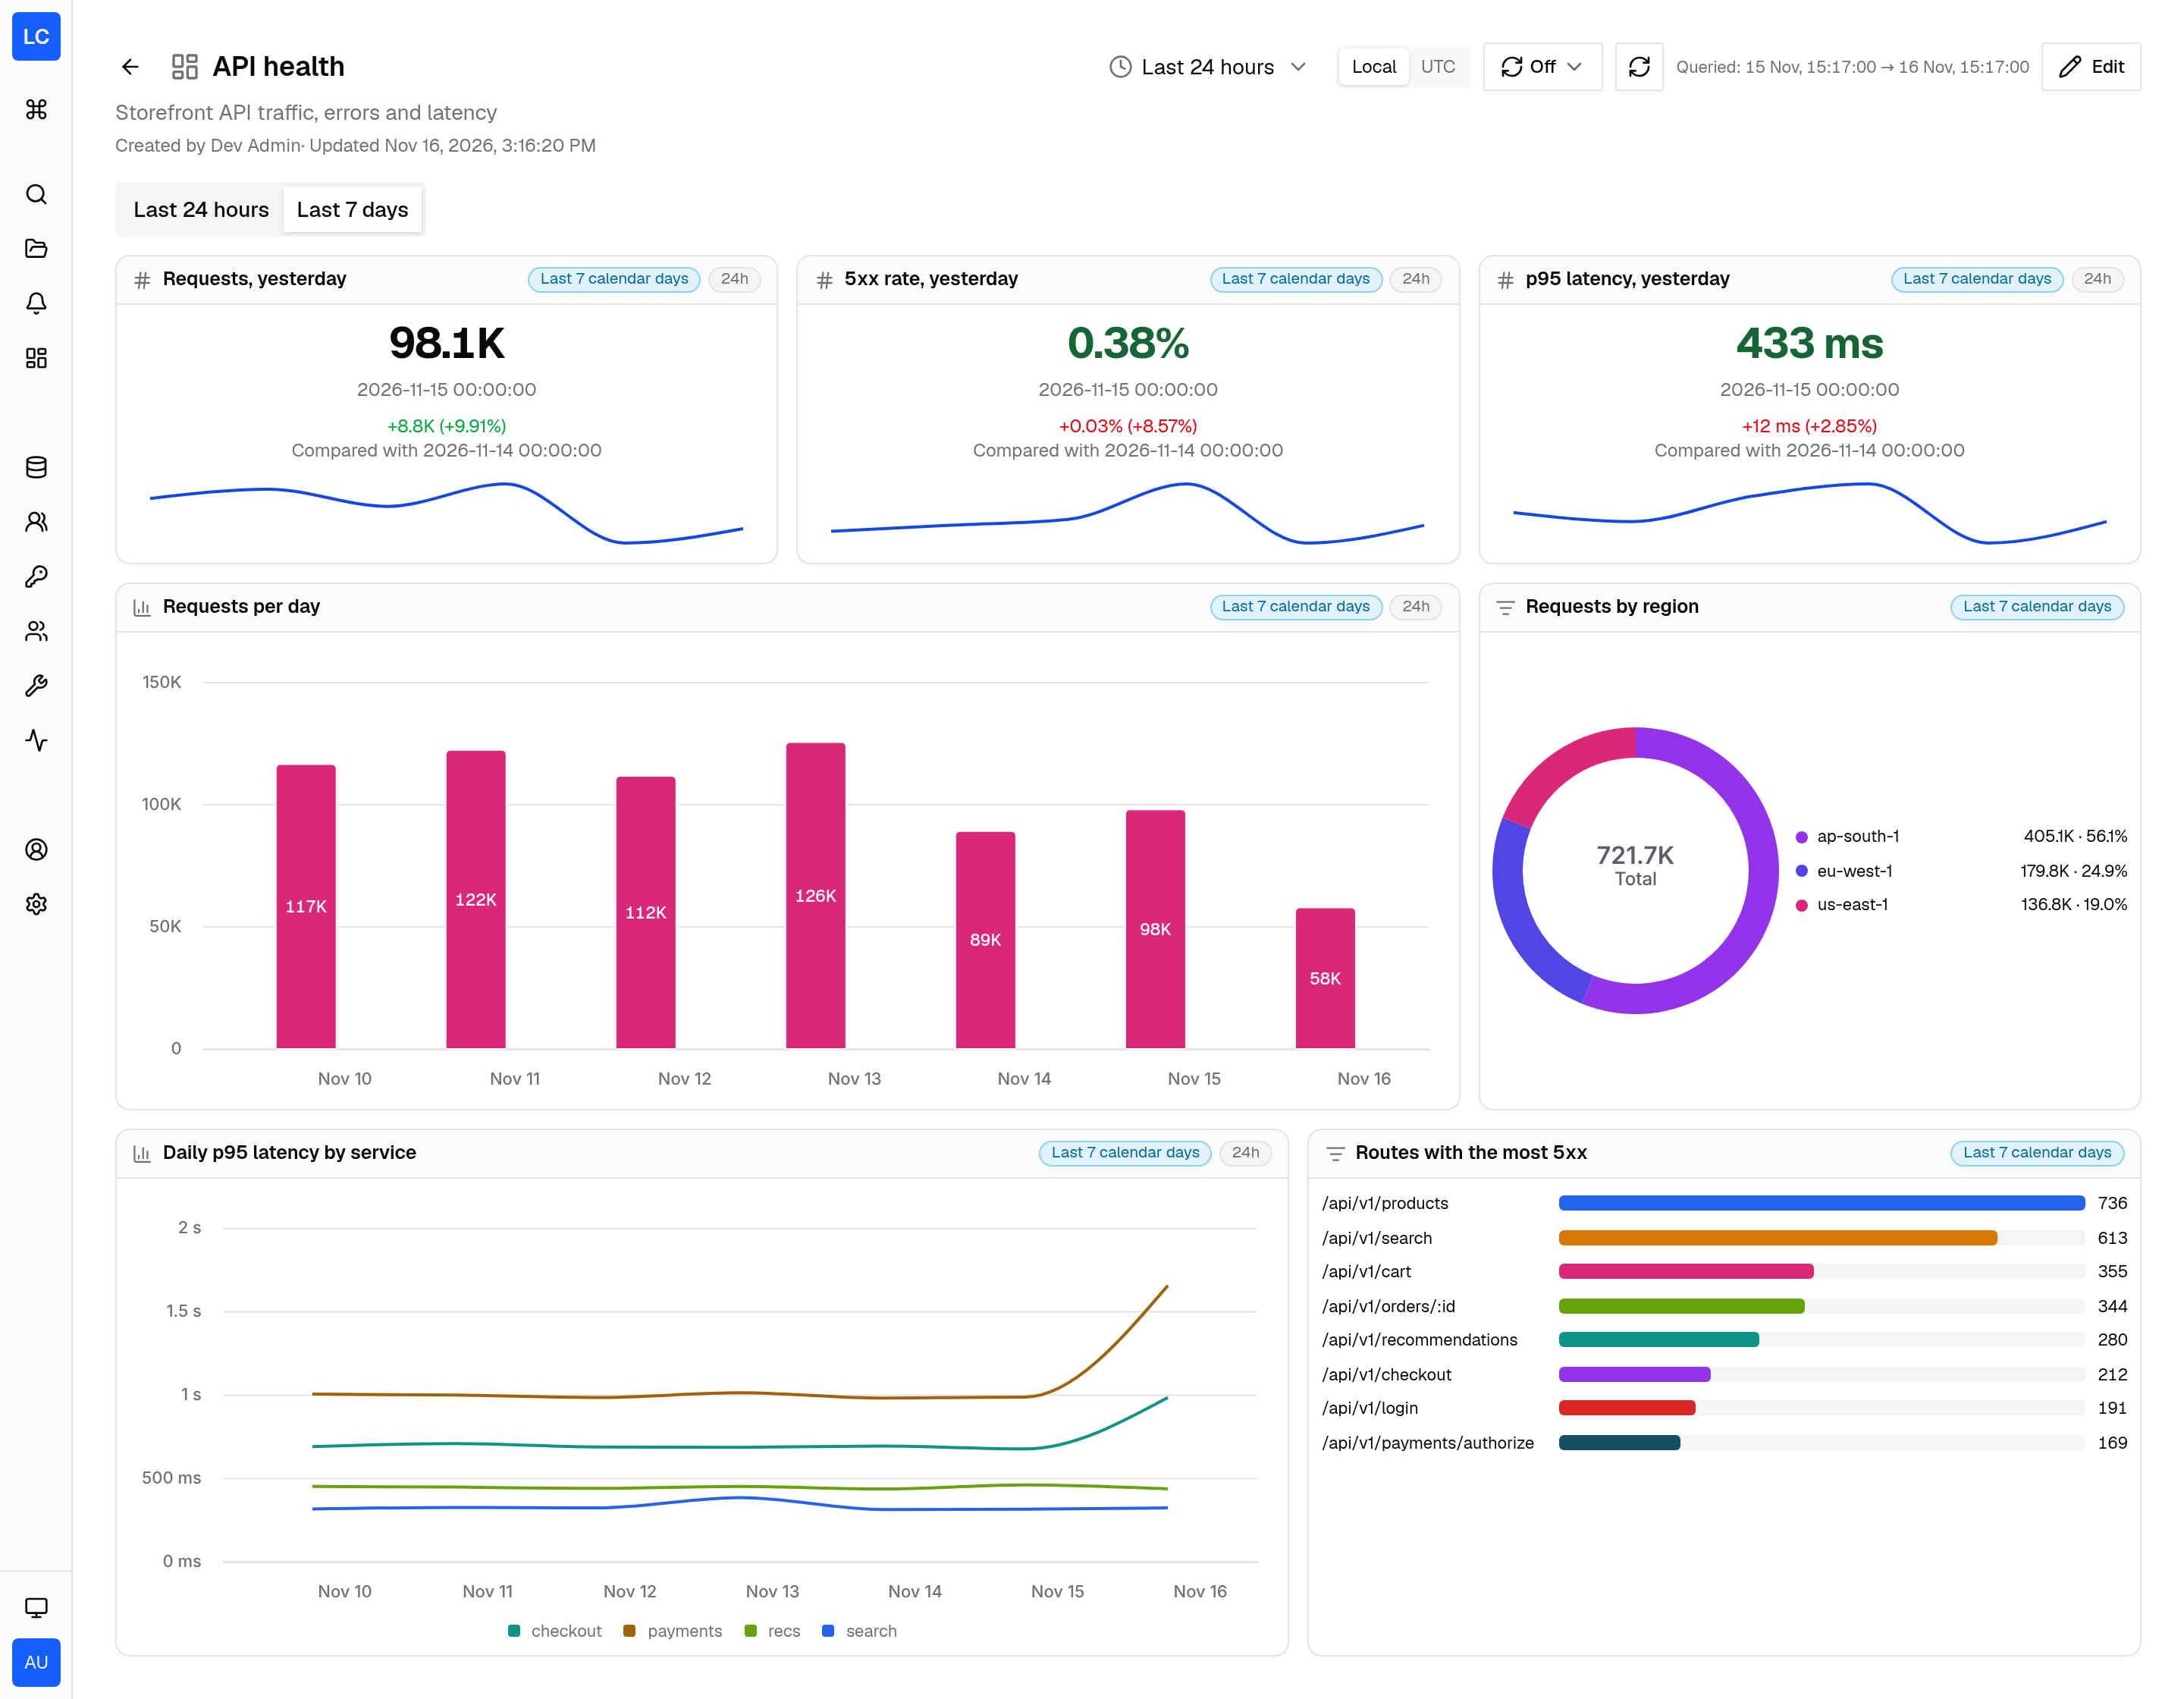 LC
API health
Last 24 hours
Local UTC
Off
Queried: 15 Nov, 15:17:00 → 16 Nov, 15:17:00
Edit
Storefront API traffic, errors and latency
Created by Dev Admin· Updated Nov 16, 2026, 3:16:20 PM
Last 24 hours Last 7 days
Requests, yesterday Last 7 calendar days 24h
98.1K
2026-11-15 00:00:00
+8.8K (+9.91%)
Compared with 2026-11-14 00:00:00
5xx rate, yesterday Last 7 calendar days 24h
0.38%
2026-11-15 00:00:00
+0.03% (+8.57%)
Compared with 2026-11-14 00:00:00
p95 latency, yesterday Last 7 calendar days 24h
433 ms
2026-11-15 00:00:00
+12 ms (+2.85%)
Compared with 2026-11-14 00:00:00
Requests per day Last 7 calendar days 24h
150K
100K
50K
0
117K 122K 112K 126K 89K 98K 58K
Nov 10 Nov 11 Nov 12 Nov 13 Nov 14 Nov 15 Nov 16
Requests by region Last 7 calendar days
721.7K
Total
ap-south-1 405.1K · 56.1%
eu-west-1 179.8K · 24.9%
us-east-1 136.8K · 19.0%
Daily p95 latency by service Last 7 calendar days 24h
2 s
1.5 s
1 s
500 ms
0 ms
Nov 10 Nov 11 Nov 12 Nov 13 Nov 14 Nov 15 Nov 16
checkout payments recs search
Routes with the most 5xx Last 7 calendar days
/api/v1/products 736
/api/v1/search 613
/api/v1/cart 355
/api/v1/orders/:id 344
/api/v1/recommendations 280
/api/v1/checkout 212
/api/v1/login 191
/api/v1/payments/authorize 169
AU